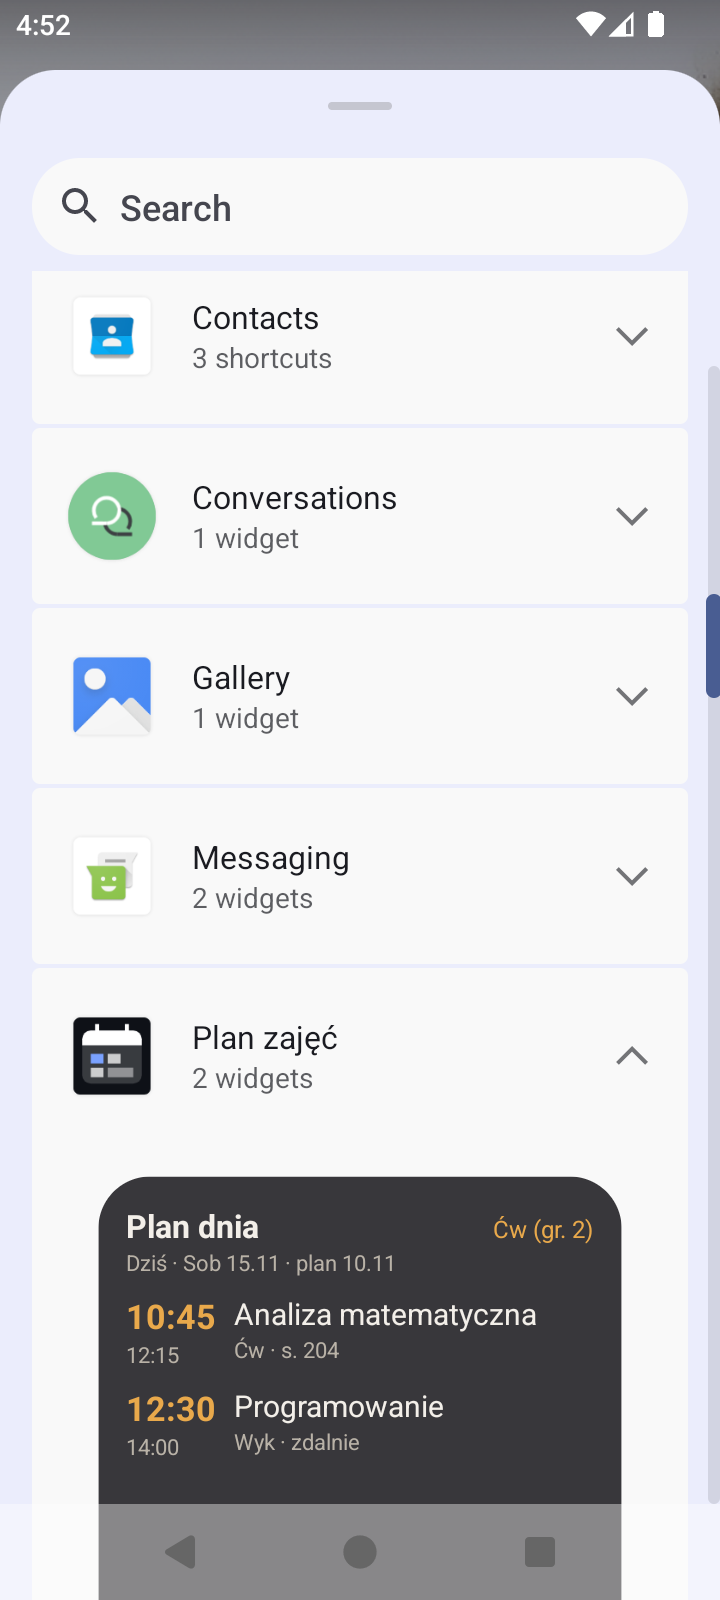 4:52
Search
Contacts
3 shortcuts
Conversations
1 widget
Gallery
1 widget
Messaging
2 widgets
Plan zajęć
2 widgets
Plan dnia
Ćw (gr. 2)
Dziś · Sob 15.11 · plan 10.11
10:45 Analiza matematyczna
12:15 Ćw · s. 204
12:30 Programowanie
14:00 Wyk · zdalnie